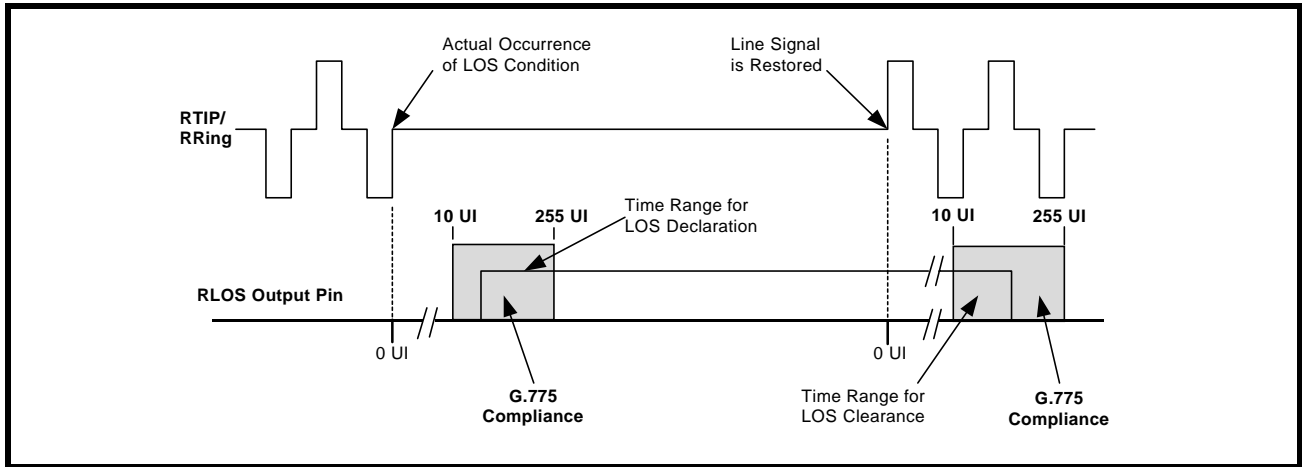 Actual Occurrence
of LOS Condition
Line Signal
is Restored
RTIP/
RRing
10 UI
255 UI
Time Range for
LOS Declaration
10 UI
255 UI
RLOS Output Pin
0 UI
0 UI
G.775
Compliance
Time Range for
LOS Clearance
G.775
Compliance